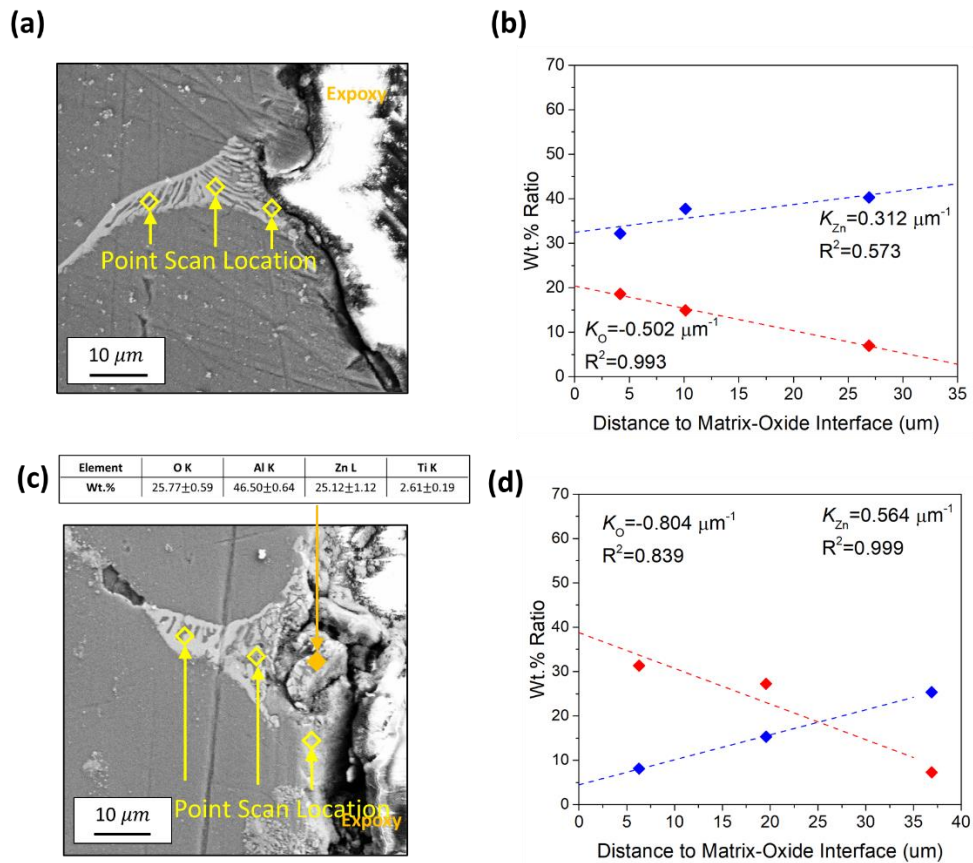 (a)
Expoxy
Point Scan Location
10 μm
(b)
70
60
50
40
30
20
10
0
Wt.% Ratio
K_Zn=0.312 μm⁻¹
R²=0.573
K_O=-0.502 μm⁻¹
R²=0.993
0 5 10 15 20 25 30 35
Distance to Matrix-Oxide Interface (um)
(c)
Element O K Al K Zn L Ti K
Wt.% 25.77±0.59 46.50±0.64 25.12±1.12 2.61±0.19
Point Scan Location
Expoxy
10 μm
(d)
70
60
50
40
30
20
10
0
Wt.% Ratio
K_O=-0.804 μm⁻¹
R²=0.839
K_Zn=0.564 μm⁻¹
R²=0.999
0 5 10 15 20 25 30 35 40
Distance to Matrix-Oxide Interface (um)